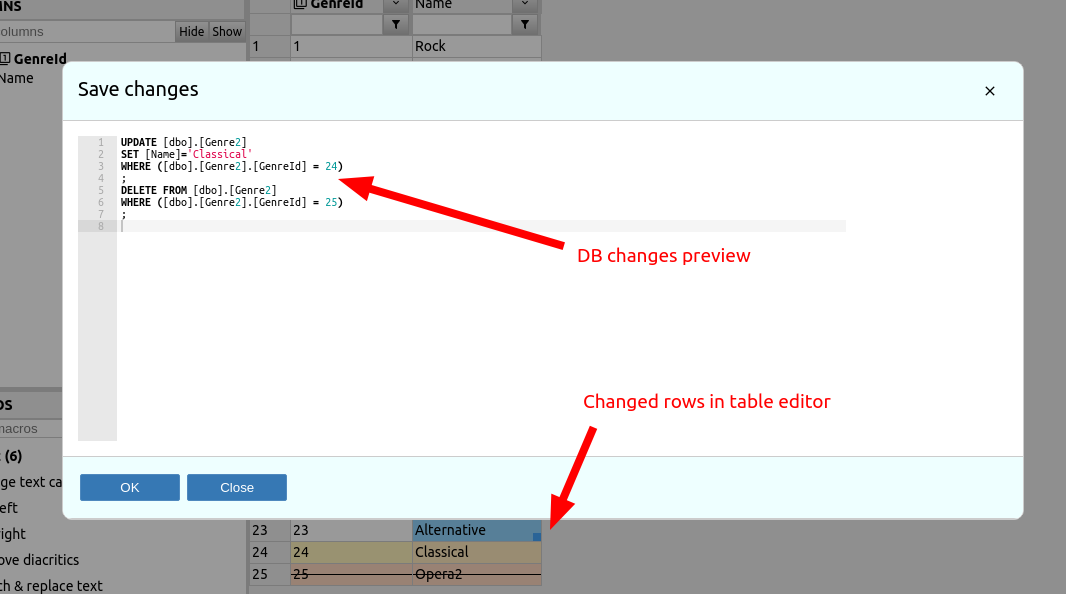 NS
GenreId
Name
olumns
Hide
Show
1
1
Rock
GenreId
Name
Save changes
×
1 UPDATE [dbo].[Genre2]
2 SET [Name]='Classical'
3 WHERE ([dbo].[Genre2].[GenreId] = 24)
4 ;
5 DELETE FROM [dbo].[Genre2]
6 WHERE ([dbo].[Genre2].[GenreId] = 25)
7 ;
8
DB changes preview
Changed rows in table editor
OS
macros
(6)
ge text ca
OK
Close
eft
ight
ove diacritics
ch & replace text
23 23 Alternative
24 24 Classical
25 25 Opera2